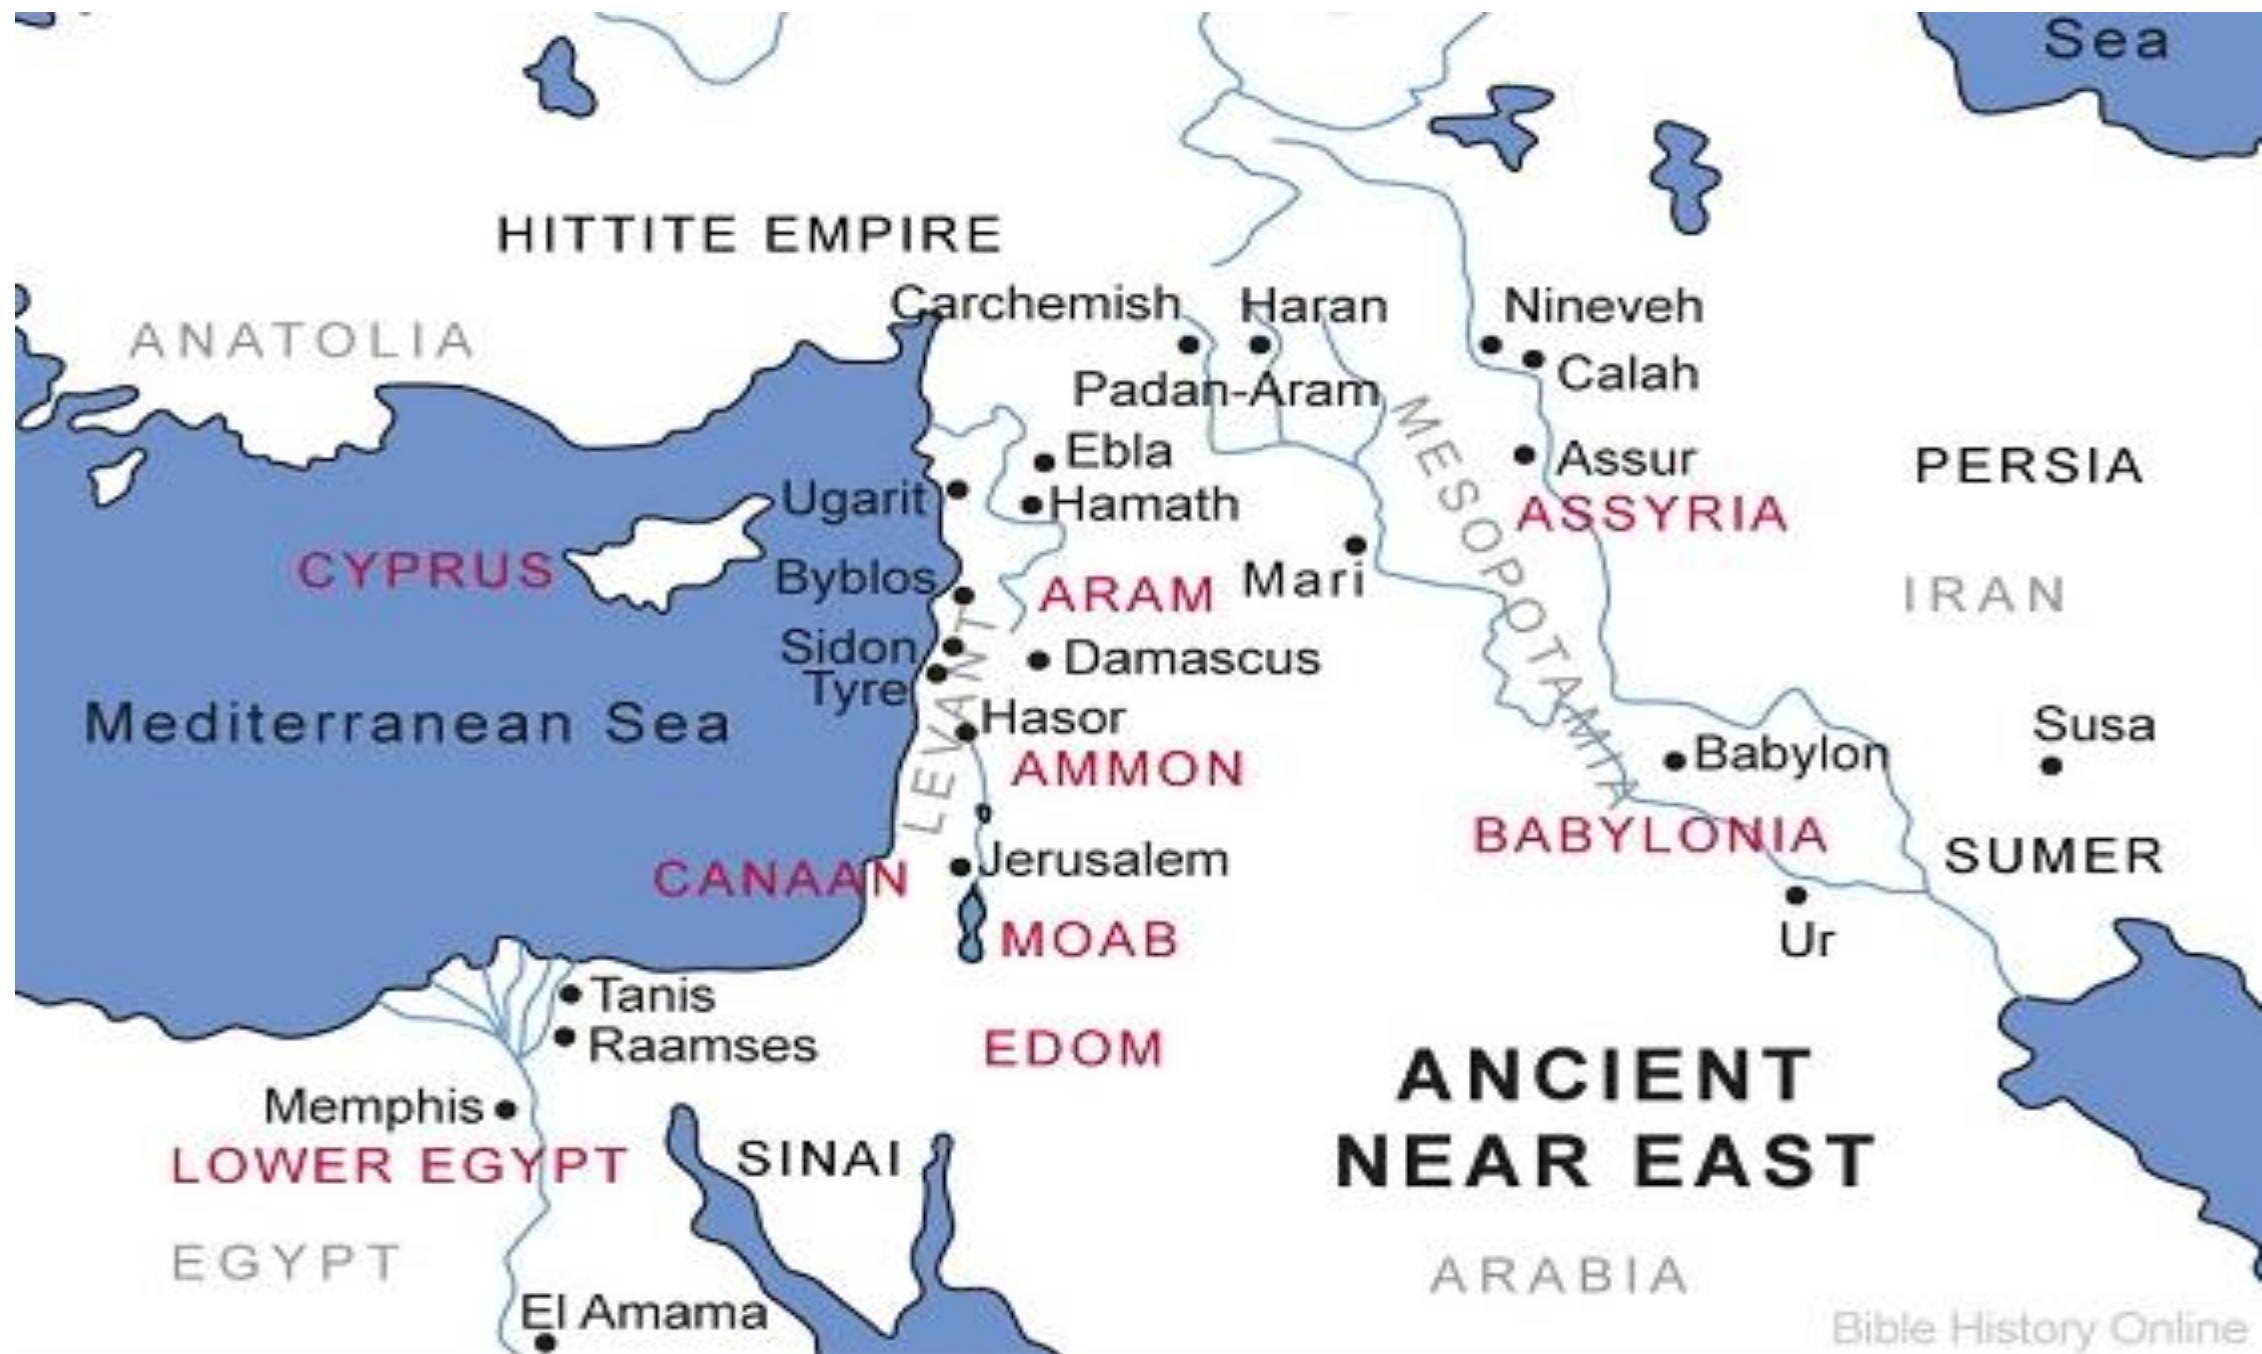 Sea
HITTITE EMPIRE
Carchemish
Haran
Nineveh
ANATOLIA
Calah
Padan-Aram
MESOPOTAMIA
Ebla
Assur
PERSIA
Ugarit
Hamath
ASSYRIA
CYPRUS
Byblos
ARAM
Mari
IRAN
Sidon
Damascus
Tyre
LEVANT
Mediterranean Sea
Hasor
Susa
AMMON
Babylon
BABYLONIA
CANAAN
Jerusalem
SUMER
MOAB
Ur
Tanis
Raamses
EDOM
ANCIENT
NEAR EAST
Memphis
LOWER EGYPT
SINAI
EGYPT
ARABIA
El Amama
Bible History Online